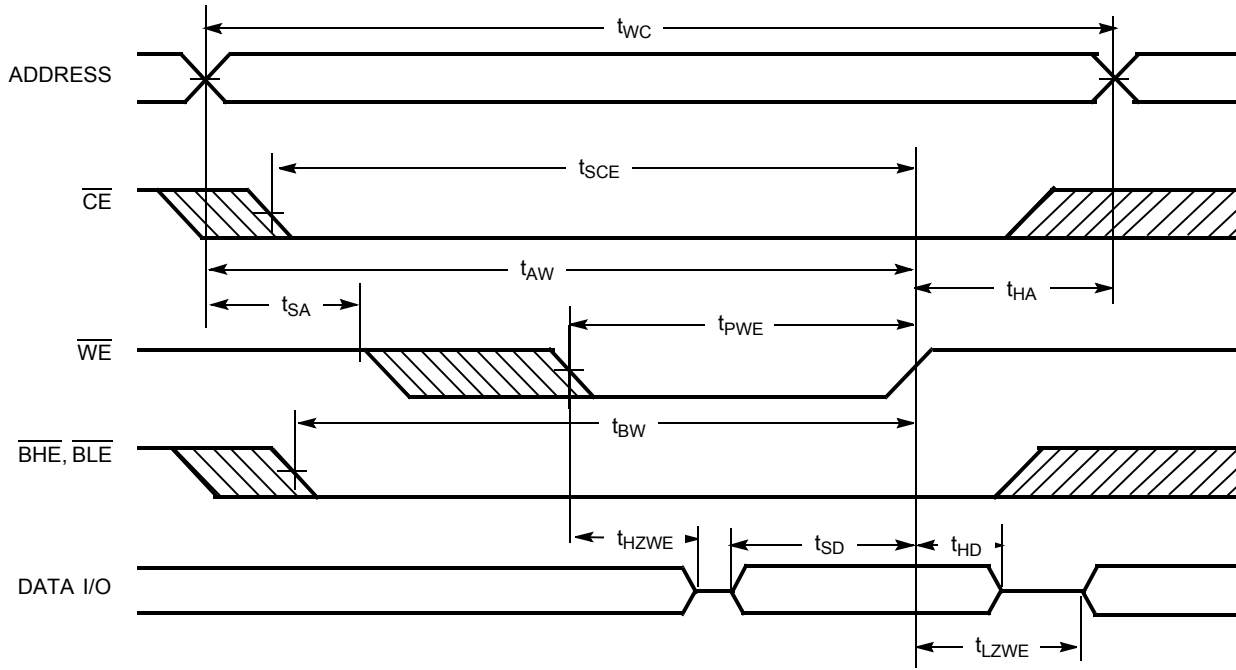 tWC
ADDRESS
tSCE
CE
tAW
tSA
tHA
tPWE
WE
tBW
BHE, BLE
tHZWE
tSD
tHD
DATA I/O
tLZWE